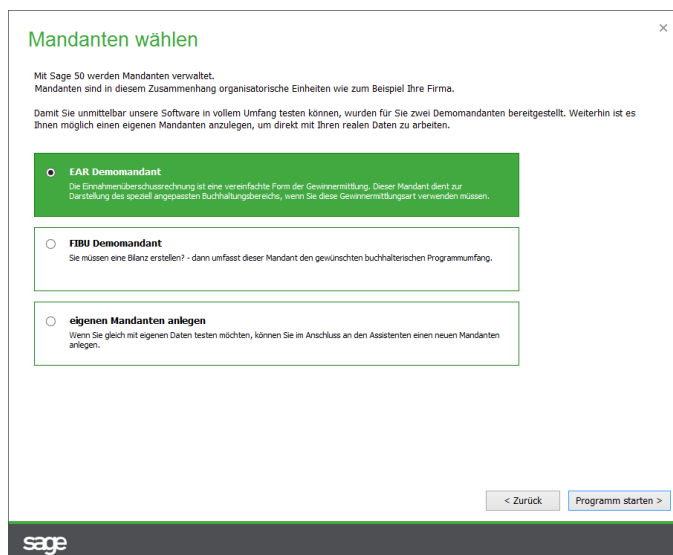 Mandanten wählen
Mit Sage 50 werden Mandanten verwaltet.
Mandanten sind in diesem Zusammenhang organisatorische Einheiten wie zum Beispiel Ihre Firma.
Damit Sie unmittelbar unsere Software in vollem Umfang testen können, wurden für Sie zwei Demomandanten bereitgestellt. Weiterhin ist es
Ihnen möglich einen eigenen Mandanten anzulegen, um direkt mit Ihren realen Daten zu arbeiten.
EAR Demomandant
Die Einnahmenüberschussrechnung ist eine vereinfachte Form der Gewinnermittlung. Dieser Mandant dient zur
Darstellung des speziell angepassten Buchhaltungsbereichs, wenn Sie diese Gewinnermittlungsart verwenden müssen.
FIBU Demomandant
Sie müssen eine Bilanz erstellen? - dann umfasst dieser Mandant den gewünschten buchhalterischen Programmumfang.
eigenen Mandanten anlegen
Wenn Sie gleich mit eigenen Daten testen möchten, können Sie im Anschluss an den Assistenten einen neuen Mandanten
anlegen.
< Zurück
Programm starten >
sage